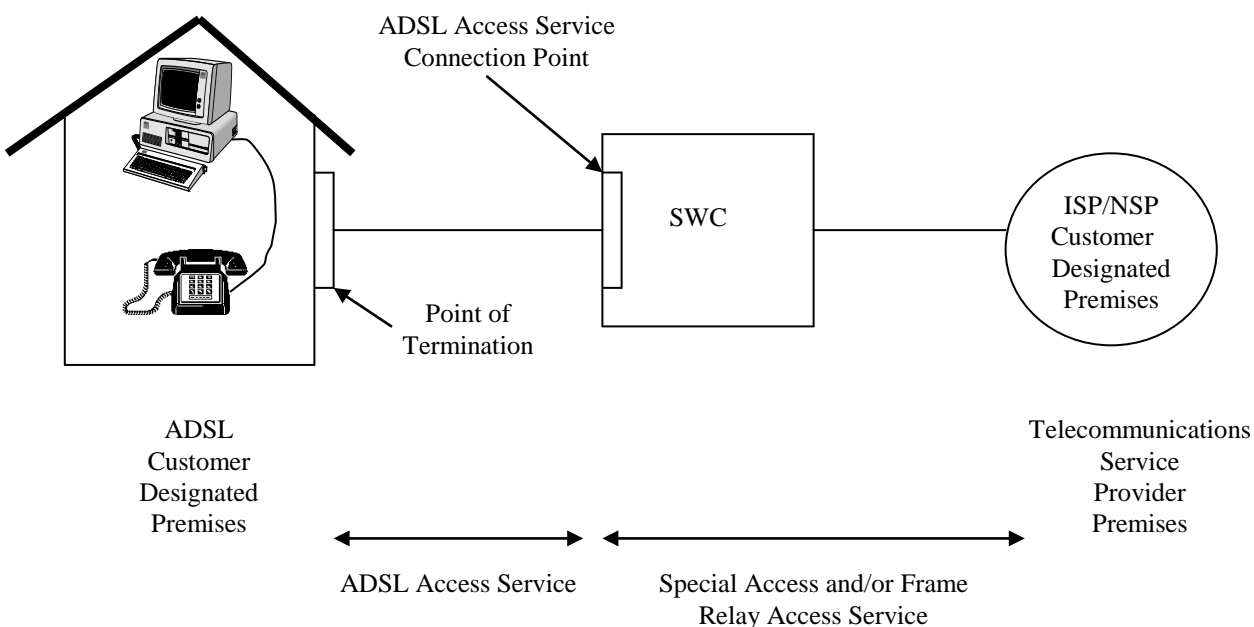 ADSL Access Service
Connection Point
SWC
ISP/NSP
Customer
Designated
Premises
Point of
Termination
ADSL
Customer
Designated
Premises
Telecommunications
Service
Provider
Premises
ADSL Access Service
Special Access and/or Frame
Relay Access Service